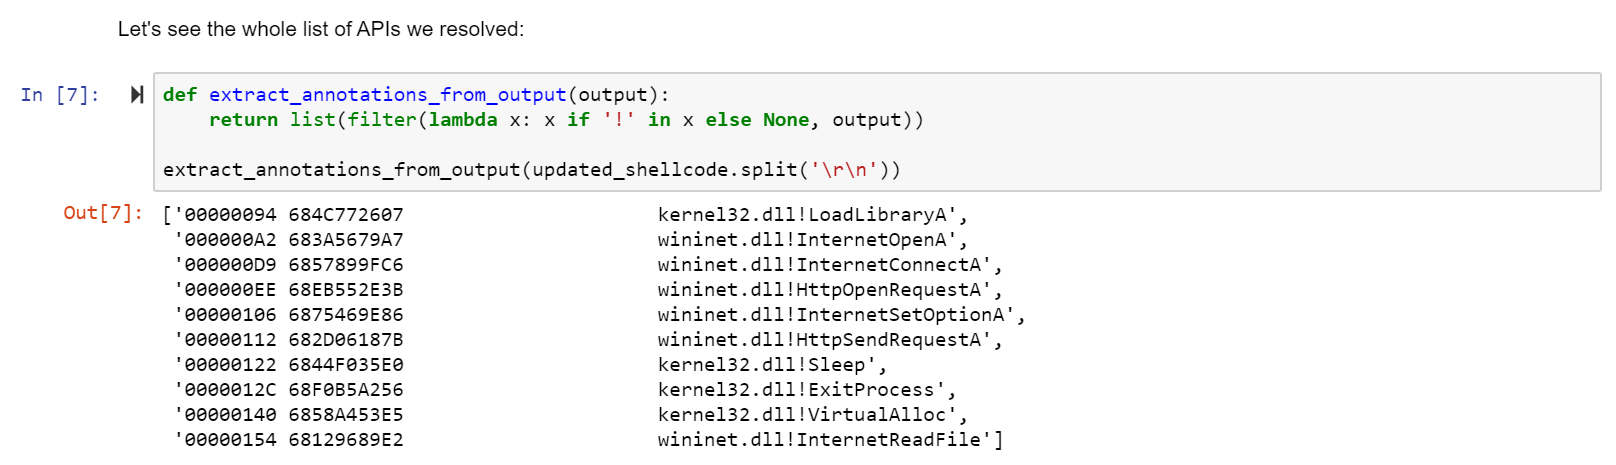 Let's see the whole list of APIs we resolved:
In [7]:
def extract_annotations_from_output(output):
    return list(filter(lambda x: x if '!' in x else None, output))
extract_annotations_from_output(updated_shellcode.split('\r\n'))
Out[7]: ['00000094 684C772607                      kernel32.dll!LoadLibraryA',
 '000000A2 683A5679A7                      wininet.dll!InternetOpenA',
 '000000D9 6857899FC6                      wininet.dll!InternetConnectA',
 '000000EE 68EB552E3B                      wininet.dll!HttpOpenRequestA',
 '00000106 6875469E86                      wininet.dll!InternetSetOptionA',
 '00000112 682D06187B                      wininet.dll!HttpSendRequestA',
 '00000122 6844F035E0                      kernel32.dll!Sleep',
 '0000012C 68F0B5A256                      kernel32.dll!ExitProcess',
 '00000140 6858A453E5                      kernel32.dll!VirtualAlloc',
 '00000154 68129689E2                      wininet.dll!InternetReadFile']